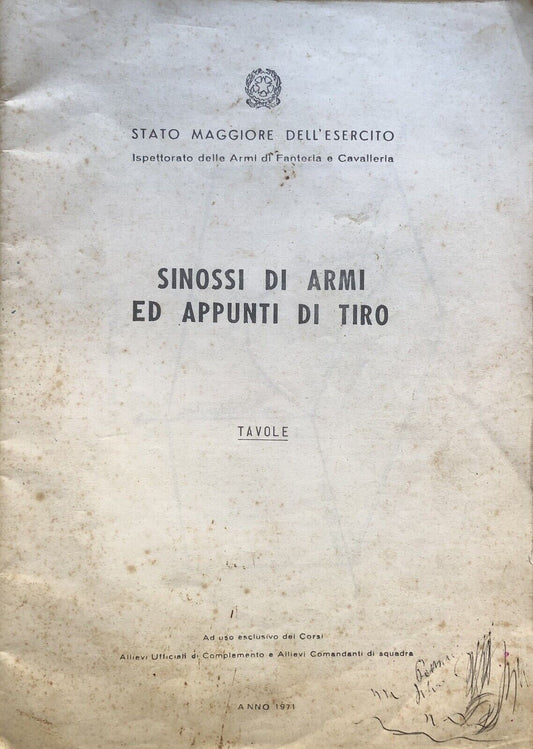 STATO MAGGIORE DELL'ESERCITO
Ispettorato delle Armi di Fanteria e Cavalleria
SINOSSI DI ARMI
ED APPUNTI DI TIRO
TAVOLE
Ad uso esclusivo dei Corsi
Allievi Ufficiali di Complemento e Allievi Comandanti di squadra
ANNO 1971